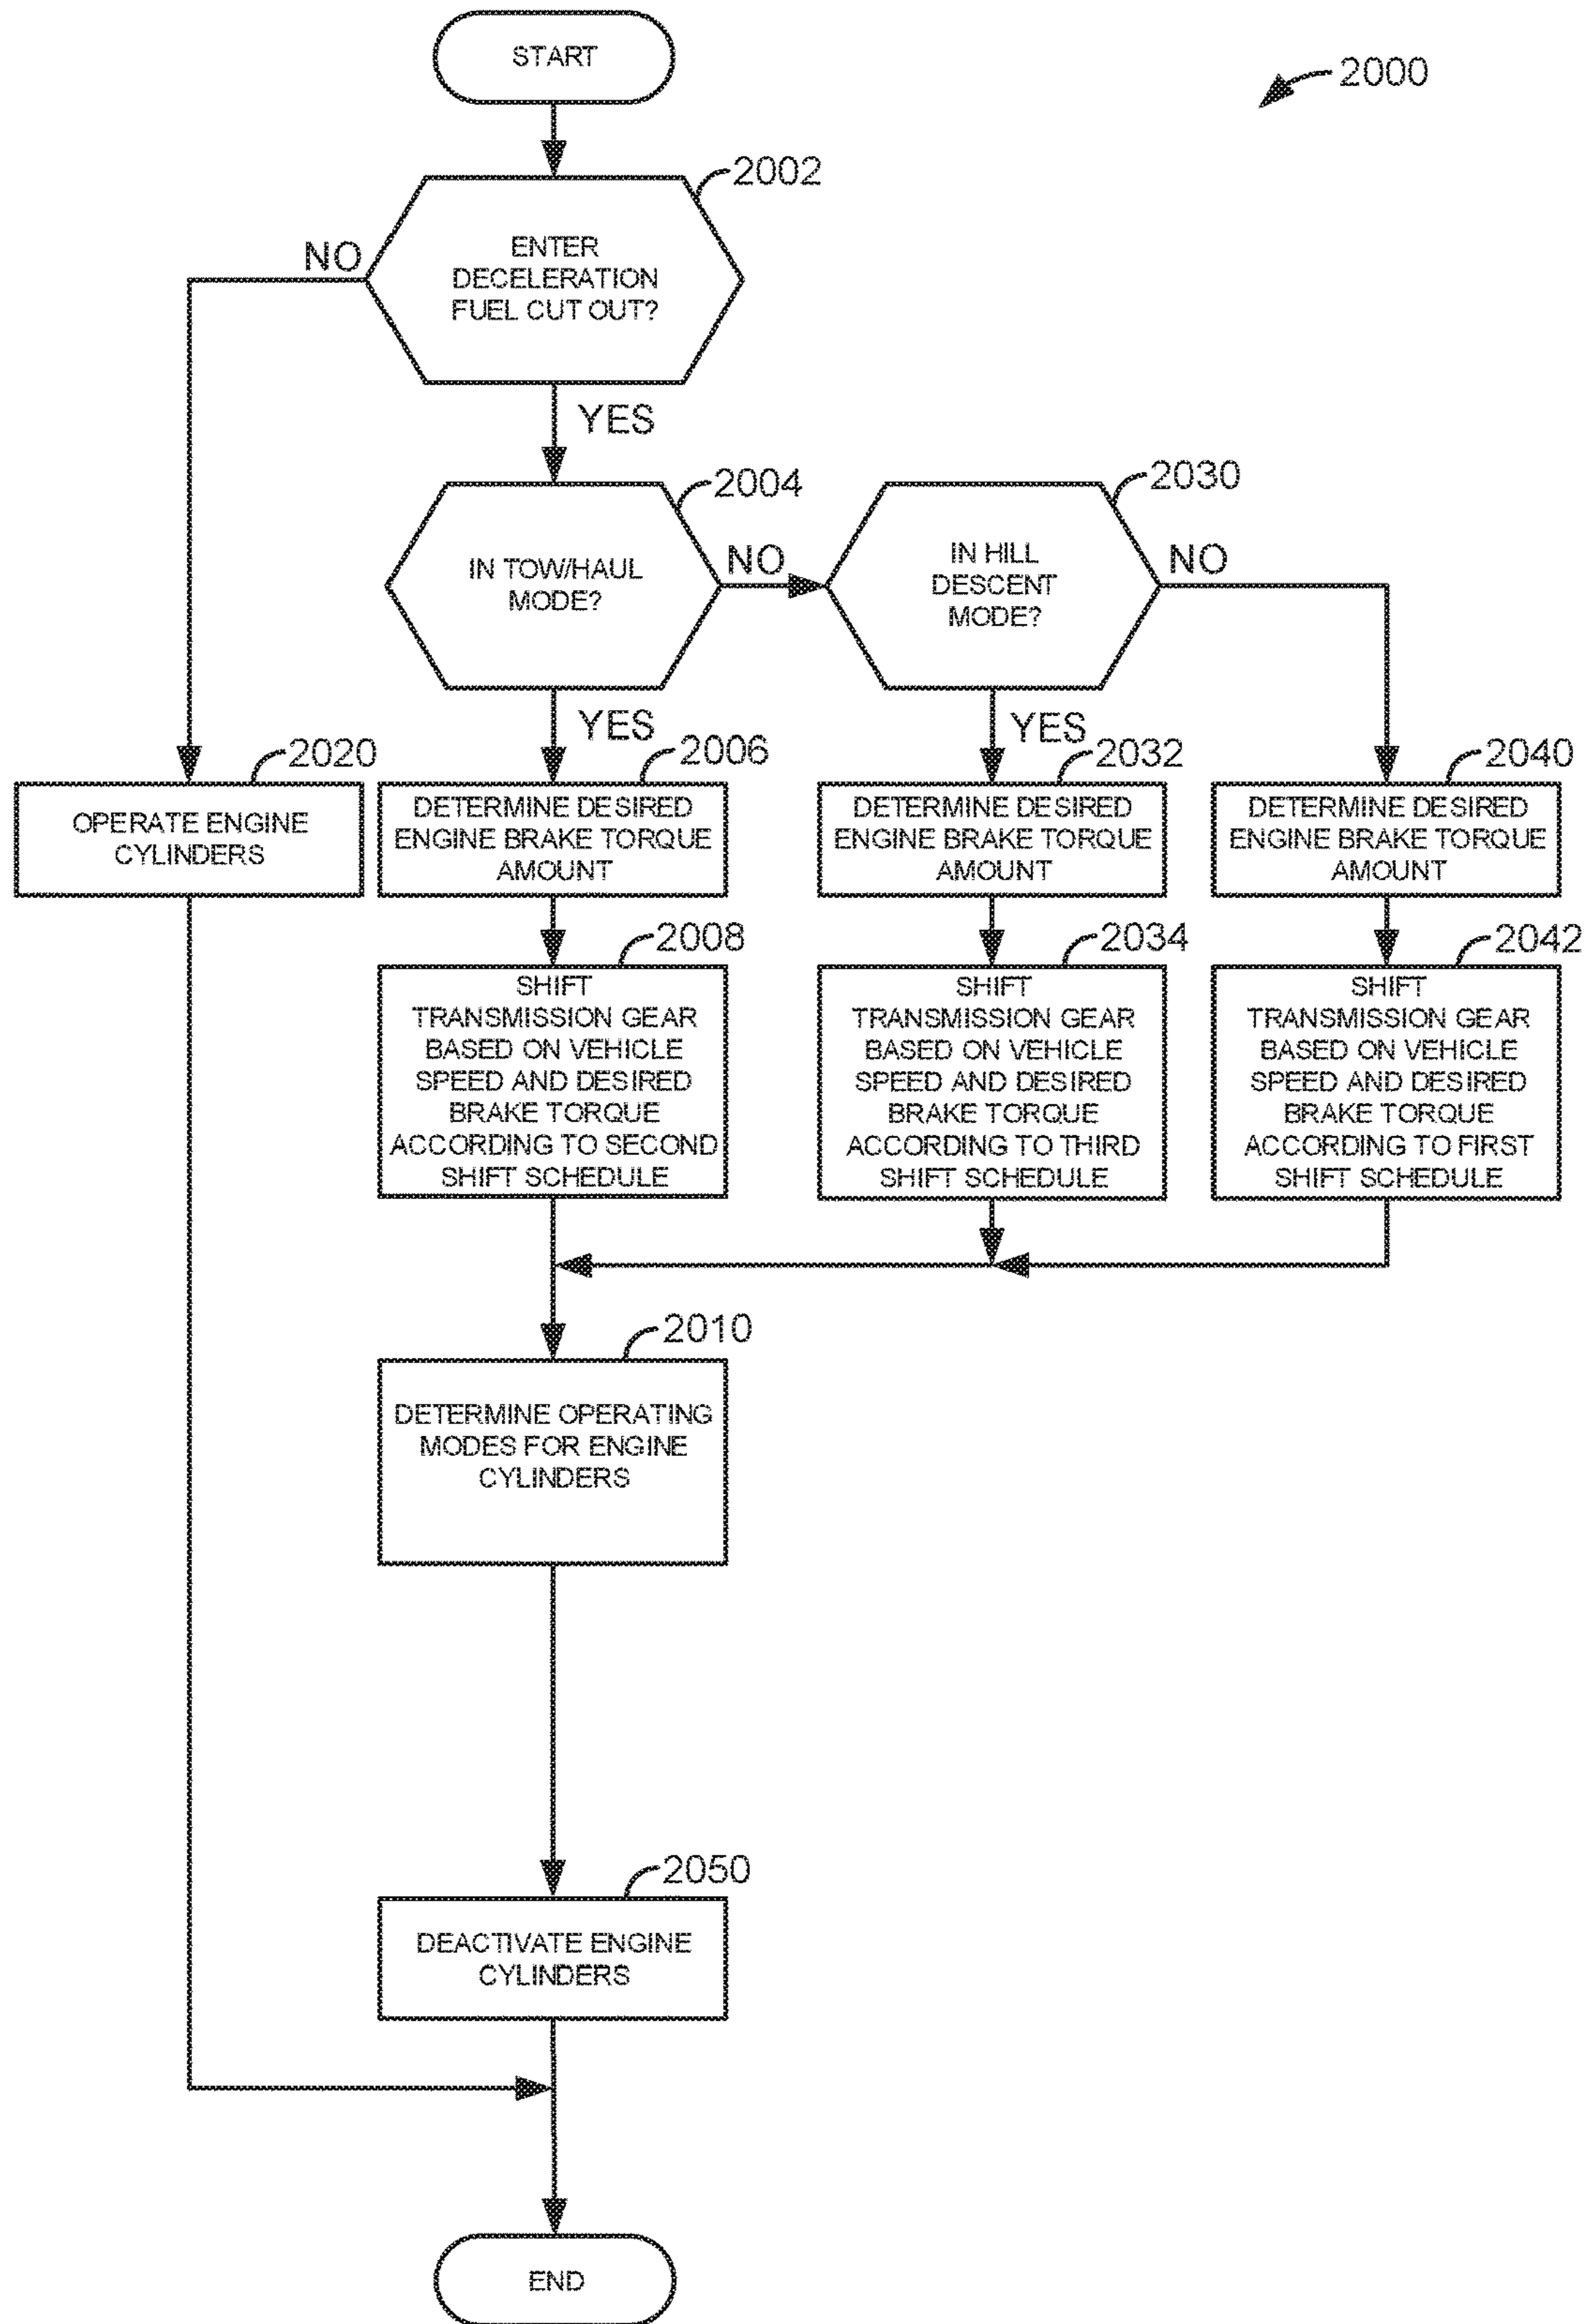 START
2000
2002
ENTER
DECELERATION
FUEL CUT OUT?
NO
YES
2004
IN TOW/HAUL
MODE?
NO
2030
IN HILL
DESCENT
MODE?
NO
YES
YES
2020
OPERATE ENGINE
CYLINDERS
2006
DETERMINE DESIRED
ENGINE BRAKE TORQUE
AMOUNT
2032
DETERMINE DESIRED
ENGINE BRAKE TORQUE
AMOUNT
2040
DETERMINE DESIRED
ENGINE BRAKE TORQUE
AMOUNT
2008
SHIFT
TRANSMISSION GEAR
BASED ON VEHICLE
SPEED AND DESIRED
BRAKE TORQUE
ACCORDING TO SECOND
SHIFT SCHEDULE
2034
SHIFT
TRANSMISSION GEAR
BASED ON VEHICLE
SPEED AND DESIRED
BRAKE TORQUE
ACCORDING TO THIRD
SHIFT SCHEDULE
2042
SHIFT
TRANSMISSION GEAR
BASED ON VEHICLE
SPEED AND DESIRED
BRAKE TORQUE
ACCORDING TO FIRST
SHIFT SCHEDULE
2010
DETERMINE OPERATING
MODES FOR ENGINE
CYLINDERS
2050
DEACTIVATE ENGINE
CYLINDERS
END